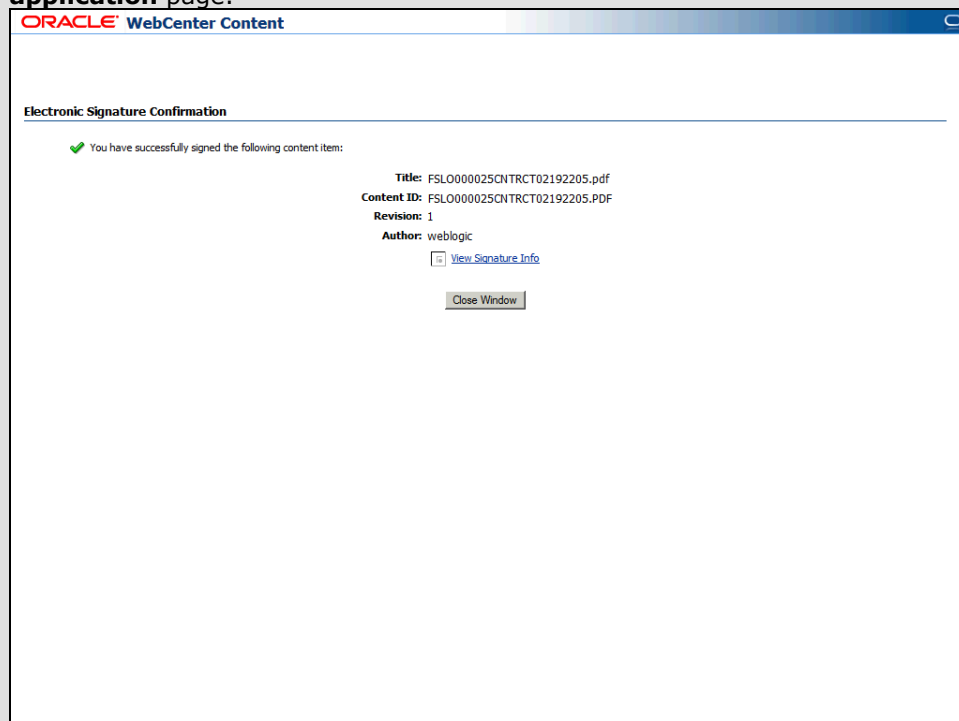 application page.
ORACLE WebCenter Content
Electronic Signature Confirmation
You have successfully signed the following content item:
Title: FSLO000025CNTRCT02192205.pdf
Content ID: FSLO000025CNTRCT02192205.PDF
Revision: 1
Author: weblogic
View Signature Info
Close Window